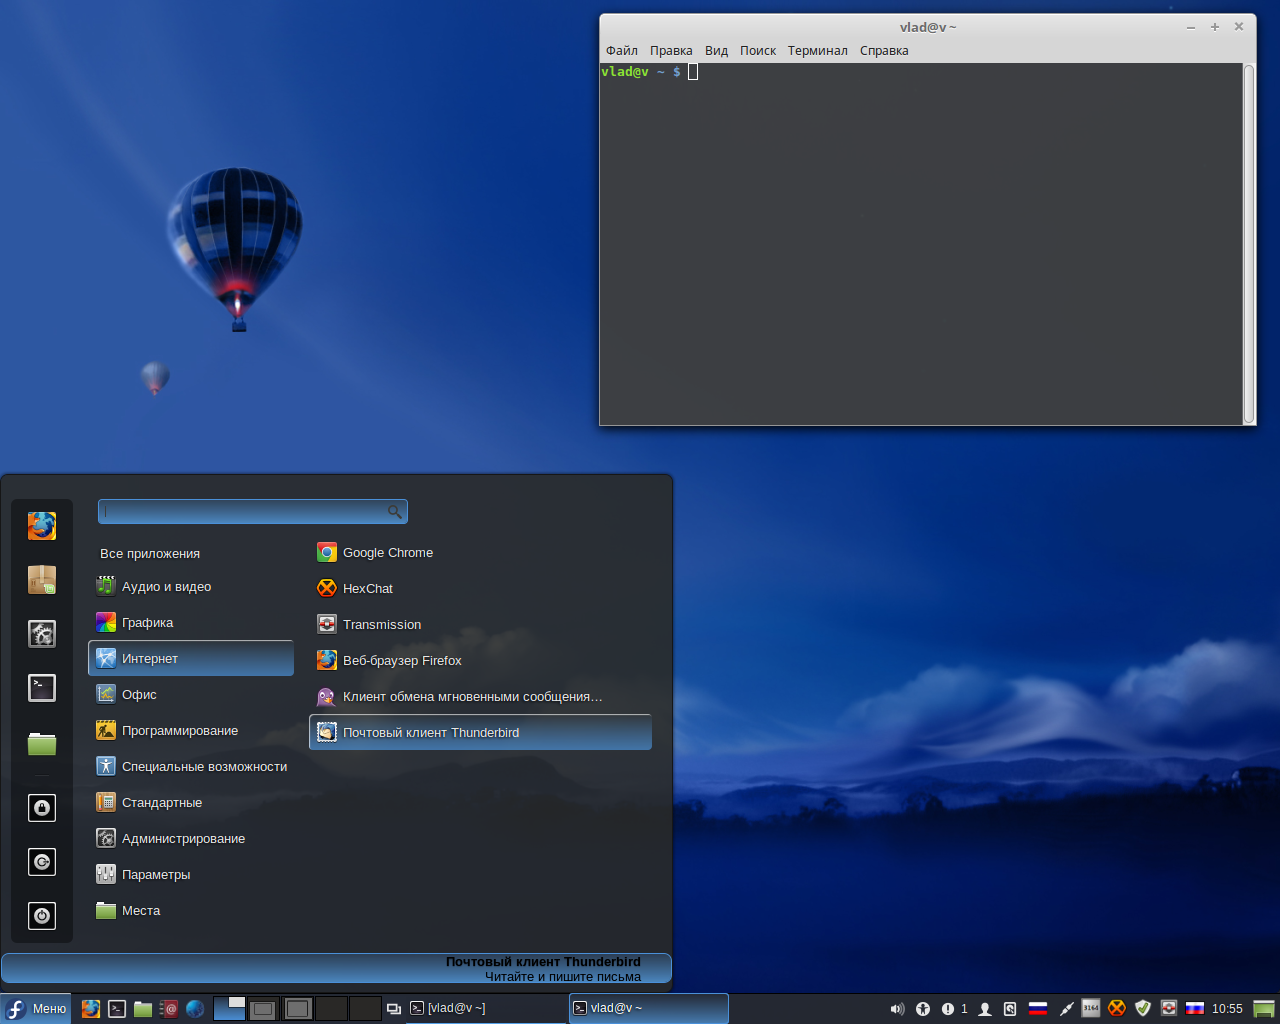 vlad@v ~
Файл Правка Вид Поиск Терминал Справка
vlad@v ~ $
Все приложения
Аудио и видео
Графика
Интернет
Офис
Программирование
Специальные возможности
Стандартные
Администрирование
Параметры
Места
Google Chrome
HexChat
Transmission
Веб-браузер Firefox
Клиент обмена мгновенными сообщения...
Почтовый клиент Thunderbird
Почтовый клиент Thunderbird
Читайте и пишите письма
Меню [vlad@v ~] vlad@v ~ 1 3164 10:55